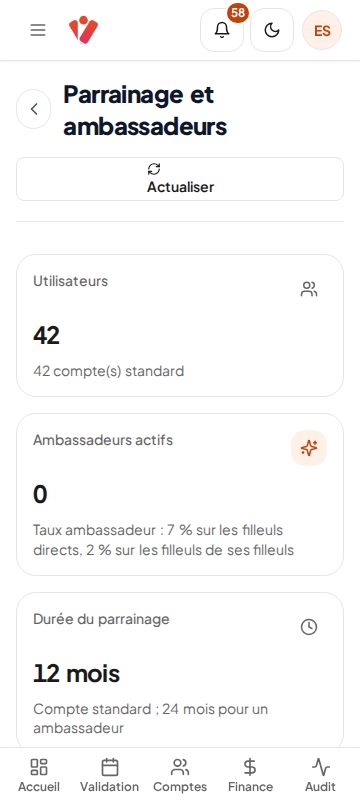 58
ES
Parrainage et
ambassadeurs
Actualiser
Utilisateurs
42
42 compte(s) standard
Ambassadeurs actifs
0
Taux ambassadeur : 7 % sur les filleuls
directs, 2 % sur les filleuls de ses filleuls
Durée du parrainage
12 mois
Compte standard ; 24 mois pour un
ambassadeur
Accueil
Validation
Comptes
Finance
Audit